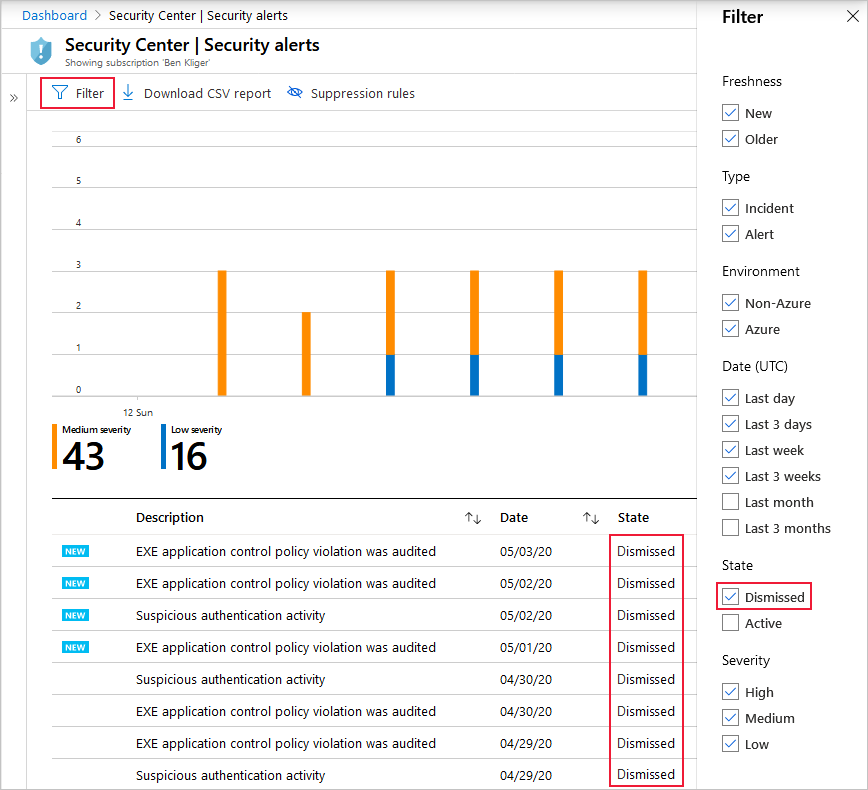 Dashboard > Security Center | Security alerts
Security Center | Security alerts
Showing subscription 'Ben Kliger'
» Filter Download CSV report Suppression rules
6
5
4
3
2
1
0
12 Sun
Medium severity Low severity
43 16
Description Date State
NEW EXE application control policy violation was audited 05/03/20 Dismissed
NEW EXE application control policy violation was audited 05/02/20 Dismissed
NEW Suspicious authentication activity 05/02/20 Dismissed
NEW EXE application control policy violation was audited 05/01/20 Dismissed
Suspicious authentication activity 04/30/20 Dismissed
EXE application control policy violation was audited 04/30/20 Dismissed
EXE application control policy violation was audited 04/29/20 Dismissed
Suspicious authentication activity 04/29/20 Dismissed
Filter
Freshness
New
Older
Type
Incident
Alert
Environment
Non-Azure
Azure
Date (UTC)
Last day
Last 3 days
Last week
Last 3 weeks
Last month
Last 3 months
State
Dismissed
Active
Severity
High
Medium
Low